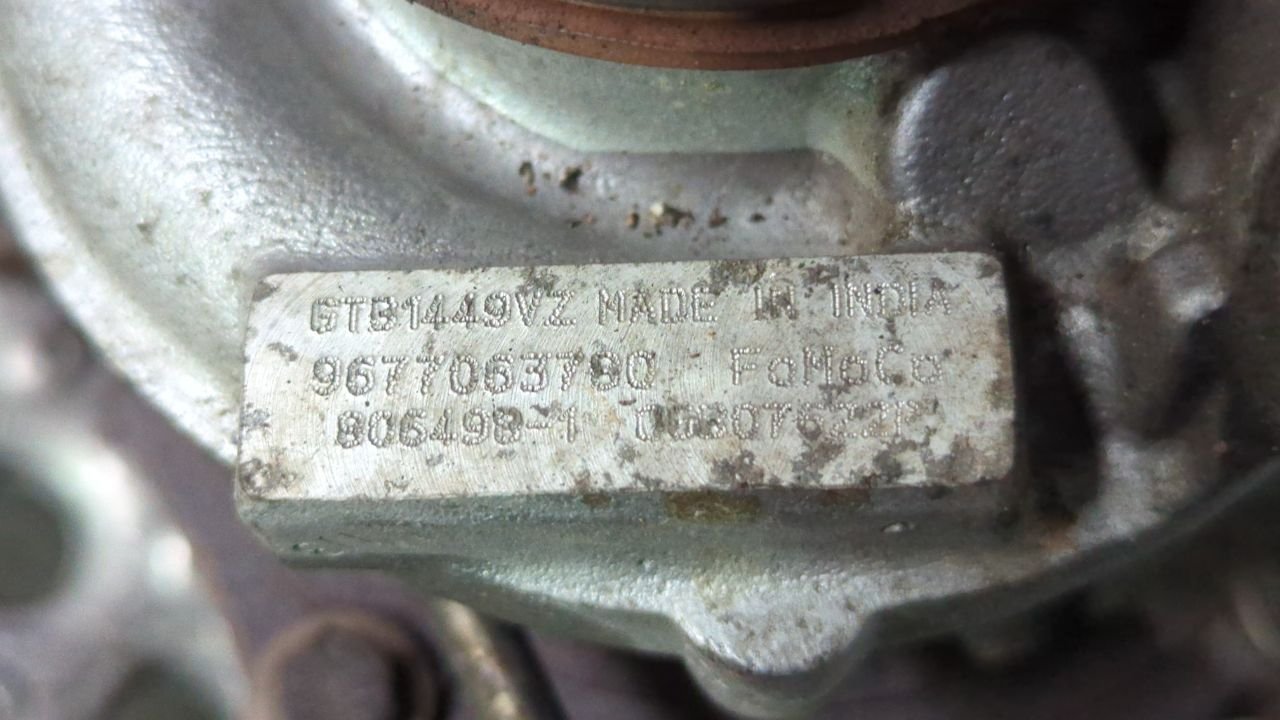 GTB1449VZ MADE IN INDIA
9677063780 FoMoCo
806498-1